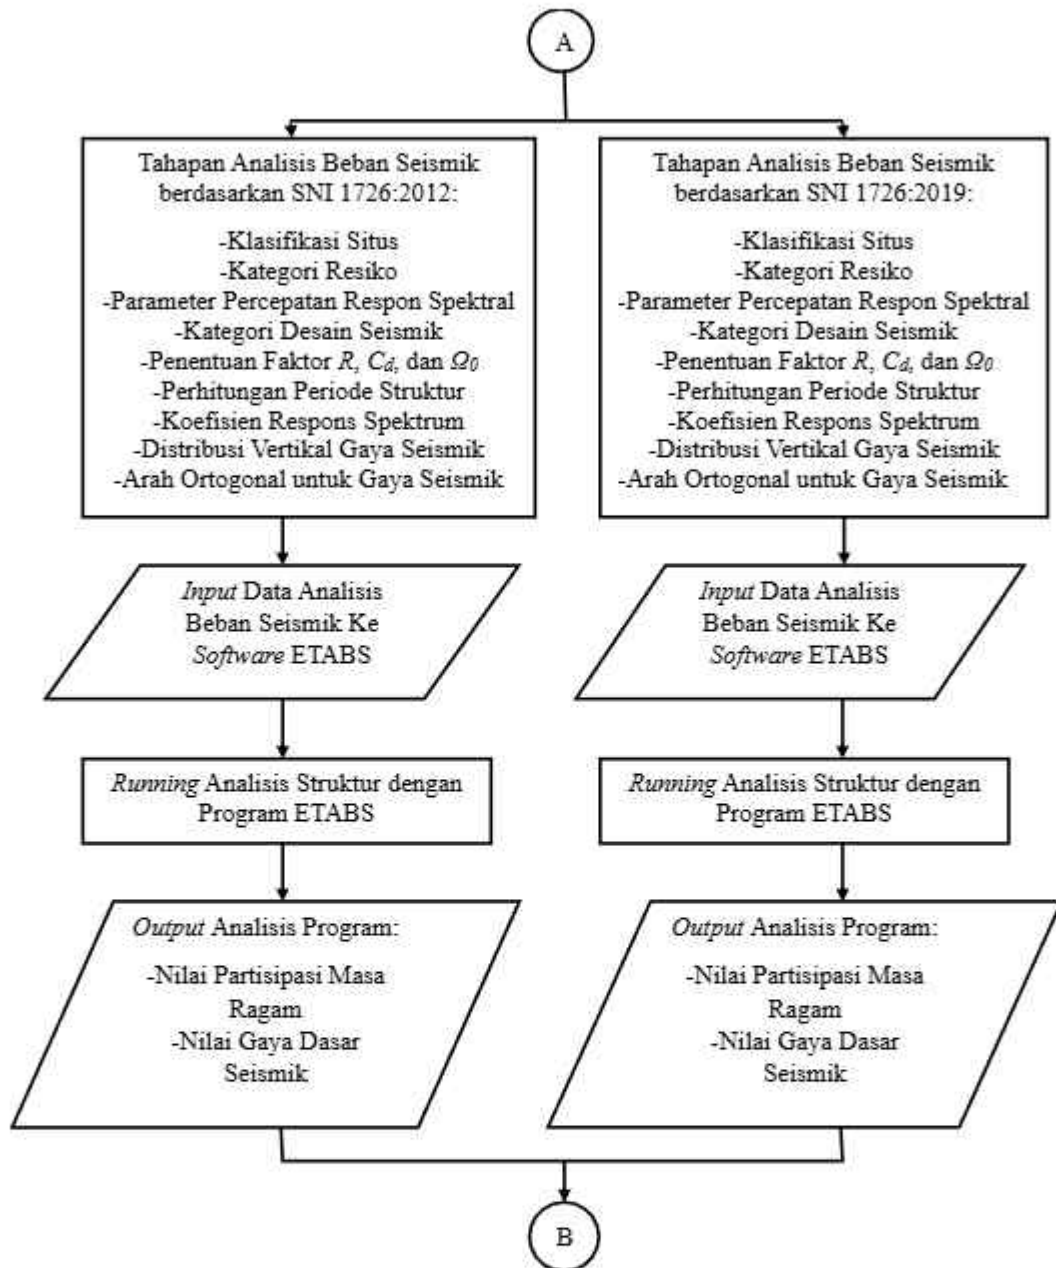 A
Tahapan Analisis Beban Seismik
berdasarkan SNI 1726:2012:
-Klasifikasi Situs
-Kategori Resiko
-Parameter Percepatan Respon Spektral
-Kategori Desain Seismik
-Penentuan Faktor R, Cd, dan Ω0
-Perhitungan Periode Struktur
-Koefisien Respons Spektrum
-Distribusi Vertikal Gaya Seismik
-Arah Ortogonal untuk Gaya Seismik
Tahapan Analisis Beban Seismik
berdasarkan SNI 1726:2019:
-Klasifikasi Situs
-Kategori Resiko
-Parameter Percepatan Respon Spektral
-Kategori Desain Seismik
-Penentuan Faktor R, Cd, dan Ω0
-Perhitungan Periode Struktur
-Koefisien Respons Spektrum
-Distribusi Vertikal Gaya Seismik
-Arah Ortogonal untuk Gaya Seismik
Input Data Analisis
Beban Seismik Ke
Software ETABS
Input Data Analisis
Beban Seismik Ke
Software ETABS
Running Analisis Struktur dengan
Program ETABS
Running Analisis Struktur dengan
Program ETABS
Output Analisis Program:
-Nilai Partisipasi Masa
Ragam
-Nilai Gaya Dasar
Seismik
Output Analisis Program:
-Nilai Partisipasi Masa
Ragam
-Nilai Gaya Dasar
Seismik
B